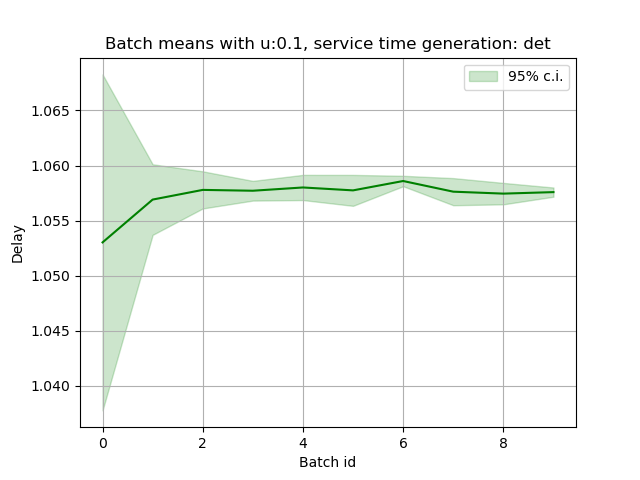 Batch means with u:0.1, service time generation: det
95% c.i.
1.065
1.060
1.055
1.050
1.045
1.040
Delay
0 2 4 6 8
Batch id